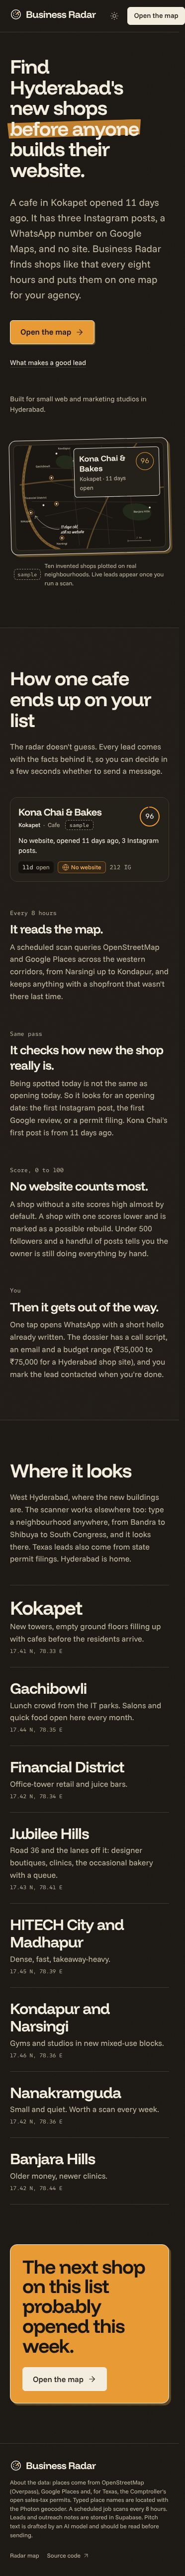 Business Radar
Open the map
Find
Hyderabad's
new shops
before anyone
builds their
website.
A cafe in Kokapet opened 11 days
ago. It has three Instagram posts, a
WhatsApp number on Google
Maps, and no site. Business Radar
finds shops like that every eight
hours and puts them on one map
for your agency.
Open the map →
What makes a good lead
Built for small web and marketing studios in
Hyderabad.
Kona Chai &
Bakes
Kokapet · 11 days
open
96
sample
Ten invented shops plotted on real
neighbourhoods. Live leads appear once you
run a scan.
How one cafe
ends up on your
list
The radar doesn't guess. Every lead comes
with the facts behind it, so you can decide in
a few seconds whether to send a message.
Kona Chai & Bakes
Kokapet · Cafe sample
96
No website, opened 11 days ago, 3 Instagram
posts.
11d open No website 212 IG
Every 8 hours
It reads the map.
A scheduled scan queries OpenStreetMap
and Google Places across the western
corridors, from Narsingi up to Kondapur, and
keeps anything with a shopfront that wasn't
there last time.
Same pass
It checks how new the shop
really is.
Being spotted today is not the same as
opening today. So it looks for an opening
date: the first Instagram post, the first
Google review, or a permit filing. Kona Chai's
first post is from 11 days ago.
Score, 0 to 100
No website counts most.
A shop without a site scores high almost by
default. A shop with one scores lower and is
marked as a possible rebuild. Under 500
followers and a handful of posts tells you the
owner is still doing everything by hand.
You
Then it gets out of the way.
One tap opens WhatsApp with a short hello
already written. The dossier has a call script,
an email and a budget range (₹35,000 to
₹75,000 for a Hyderabad shop site), and you
mark the lead contacted when you're done.
Where it looks
West Hyderabad, where the new buildings
are. The scanner works elsewhere too: type
a neighbourhood anywhere, from Bandra to
Shibuya to South Congress, and it looks
there. Texas leads also come from state
permit filings. Hyderabad is home.
Kokapet
New towers, empty ground floors filling up
with cafes before the residents arrive.
17.41 N, 78.33 E
Gachibowli
Lunch crowd from the IT parks. Salons and
quick food open here every month.
17.44 N, 78.35 E
Financial District
Office-tower retail and juice bars.
17.42 N, 78.34 E
Jubilee Hills
Road 36 and the lanes off it: designer
boutiques, clinics, the occasional bakery
with a queue.
17.43 N, 78.41 E
HITECH City and
Madhapur
Dense, fast, takeaway-heavy.
17.45 N, 78.39 E
Kondapur and
Narsingi
Gyms and studios in new mixed-use blocks.
17.46 N, 78.36 E
Nanakramguda
Small and quiet. Worth a scan every week.
17.42 N, 78.36 E
Banjara Hills
Older money, newer clinics.
17.42 N, 78.44 E
The next shop
on this list
probably
opened this
week.
Open the map →
Business Radar
About the data: places come from OpenStreetMap
(Overpass), Google Places and, for Texas, the Comptroller's
open sales-tax permits. Typed place names are located with
the Photon geocoder. A scheduled job scans every 8 hours.
Leads and outreach notes are stored in Supabase. Pitch
text is drafted by an AI model and should be read before
sending.
Radar map Source code ↗